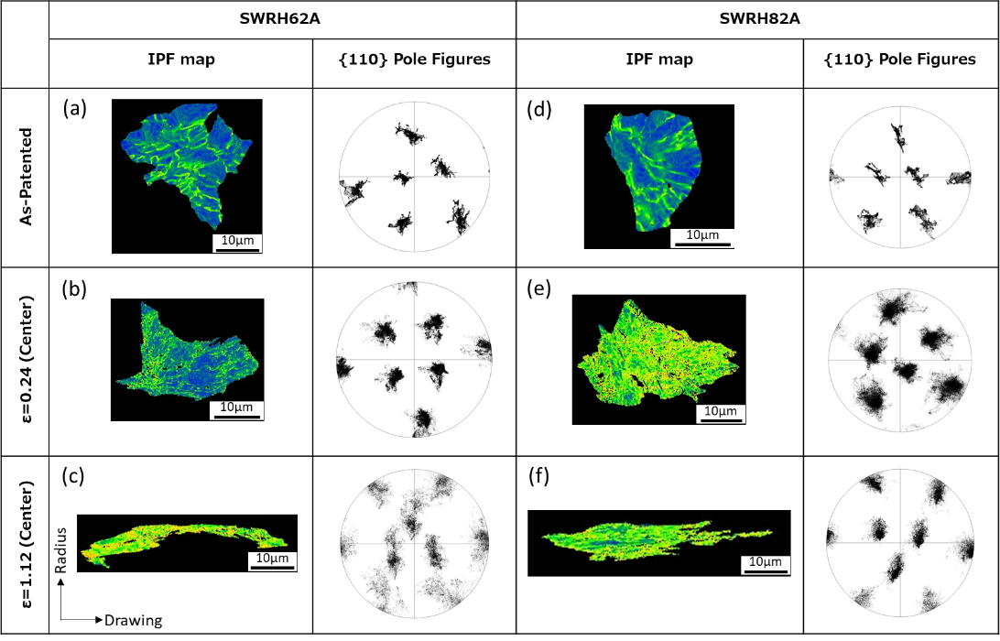 SWRH62A
SWRH82A
IPF map
{110} Pole Figures
IPF map
{110} Pole Figures
As-Patented
(a)
10μm
(d)
10μm
ε=0.24 (Center)
(b)
10μm
(e)
10μm
ε=1.12 (Center)
(c)
10μm
Radius
Drawing
(f)
10μm